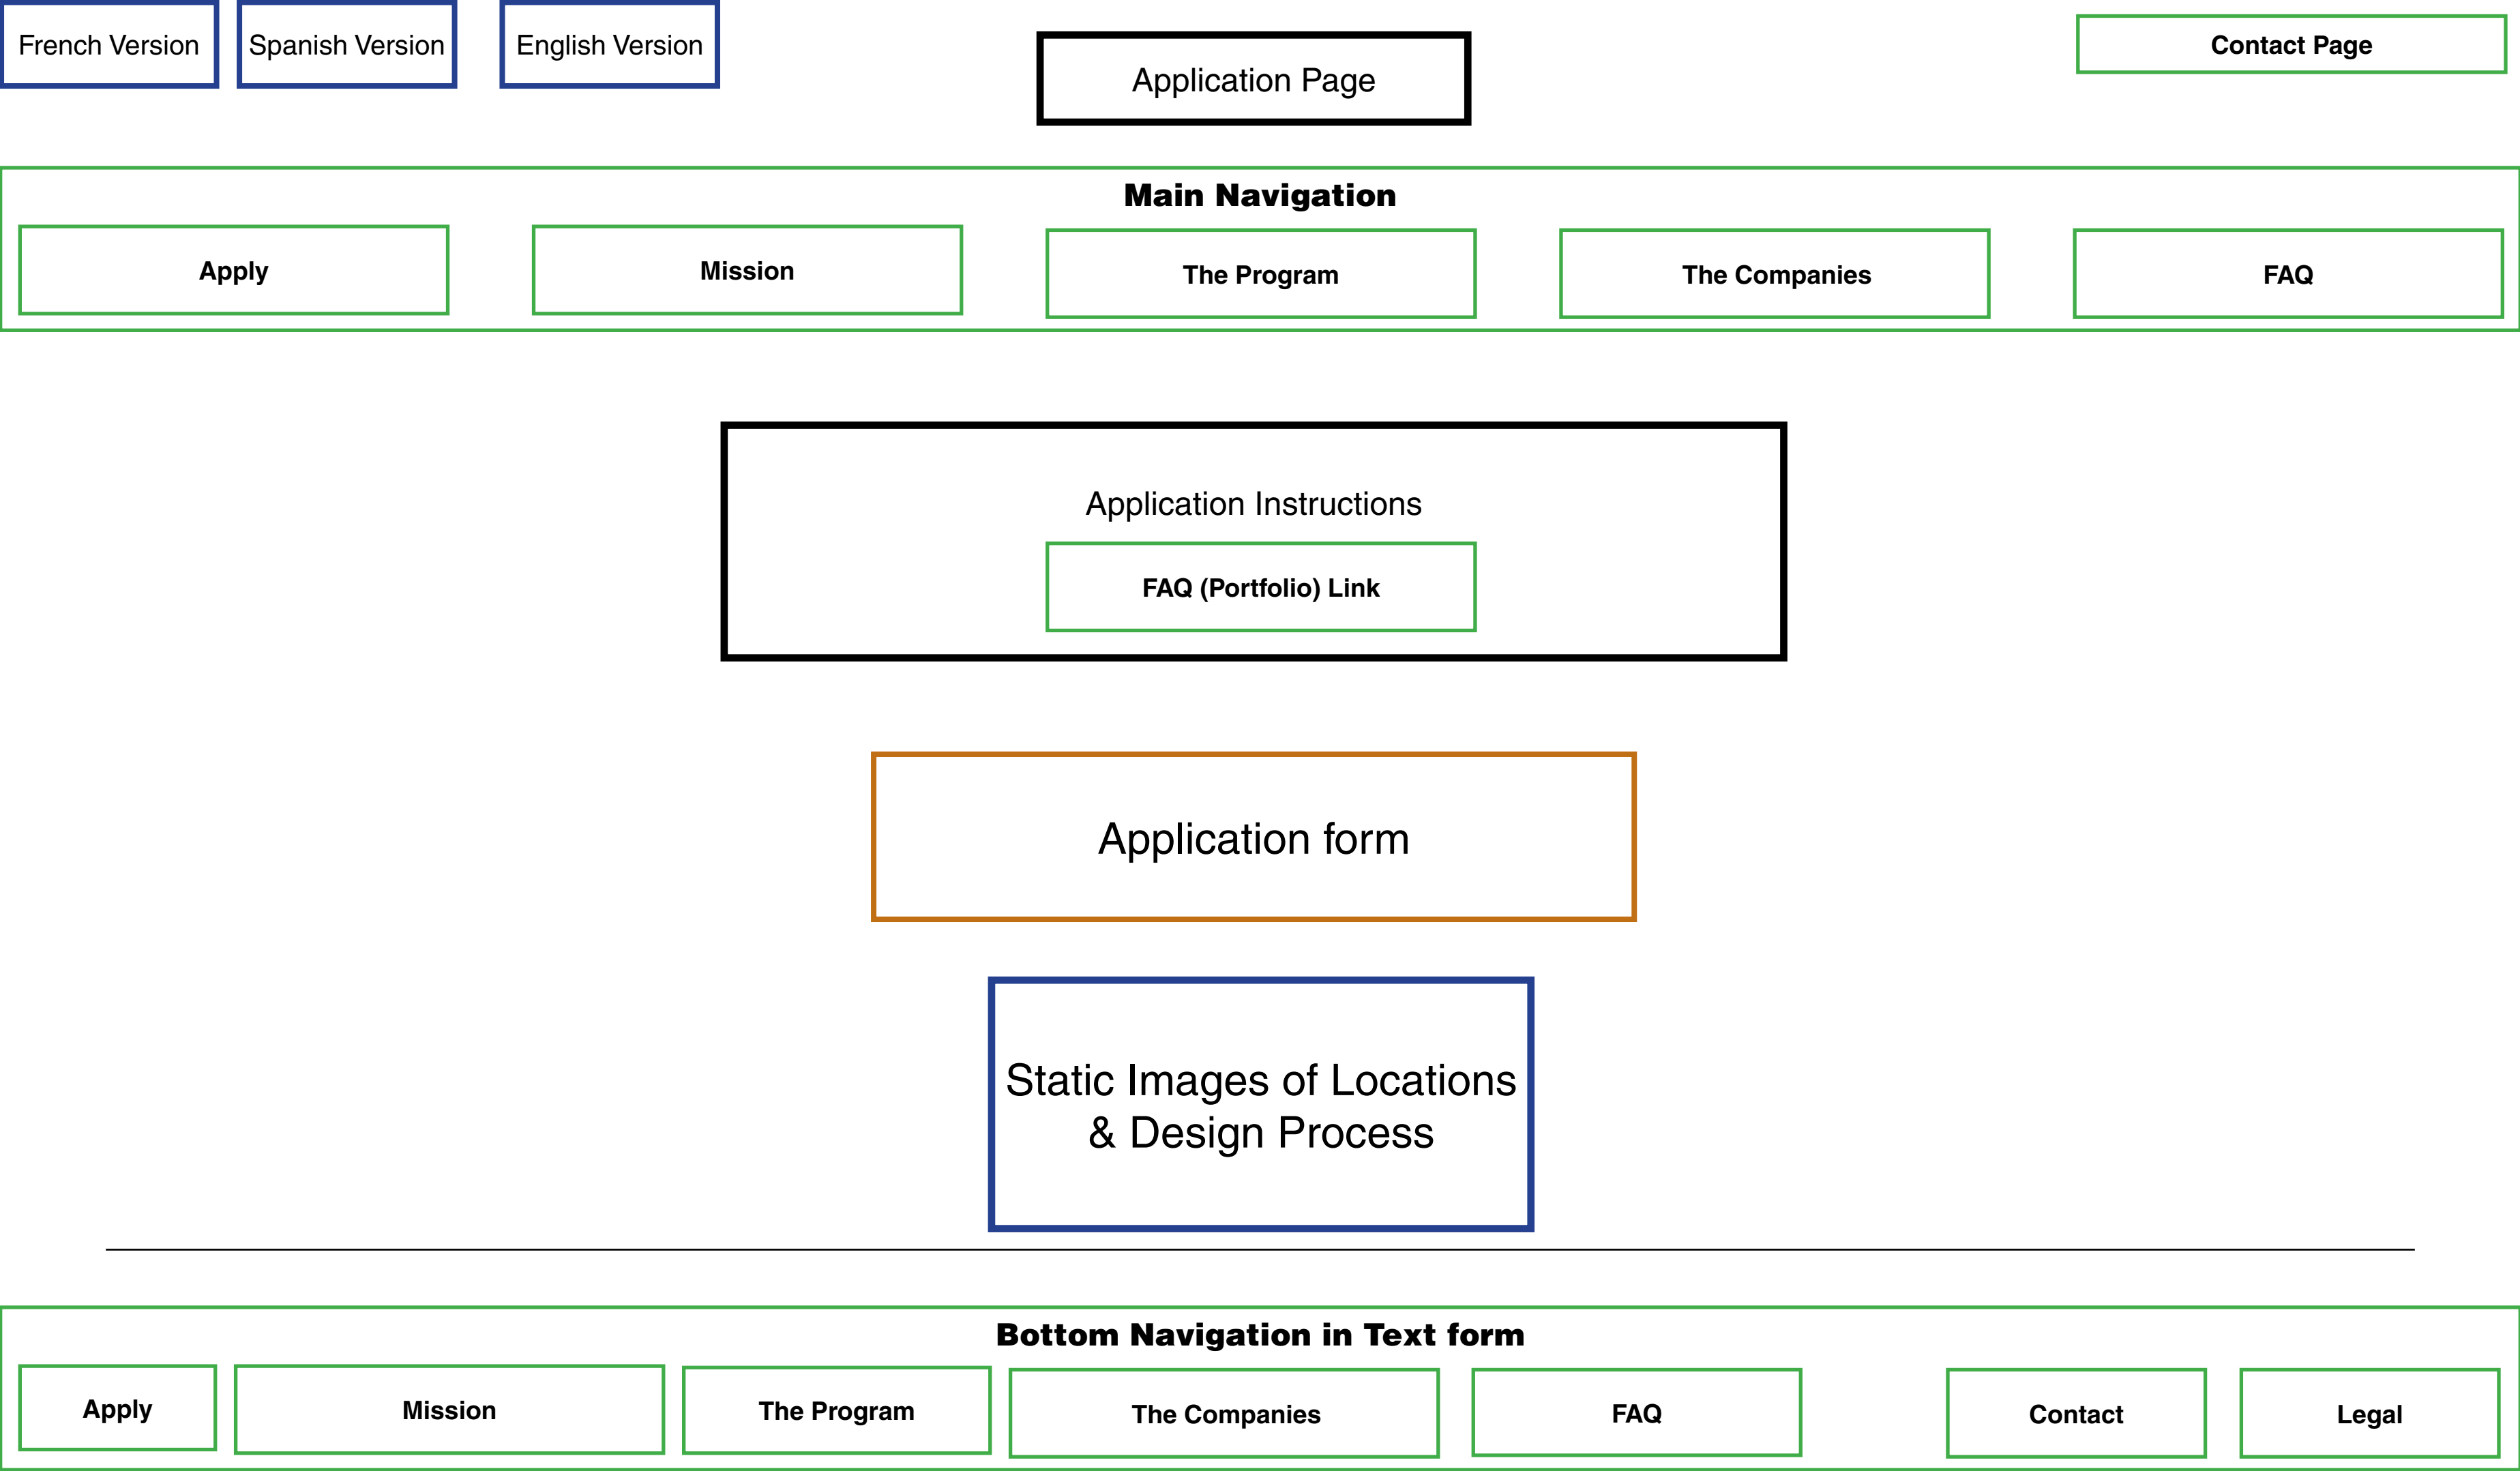 French Version
Spanish Version
English Version
Application Page
Contact Page
Main Navigation
Apply
Mission
The Program
The Companies
FAQ
Application Instructions
FAQ (Portfolio) Link
Application form
Static Images of Locations
& Design Process
Bottom Navigation in Text form
Apply
Mission
The Program
The Companies
FAQ
Contact
Legal